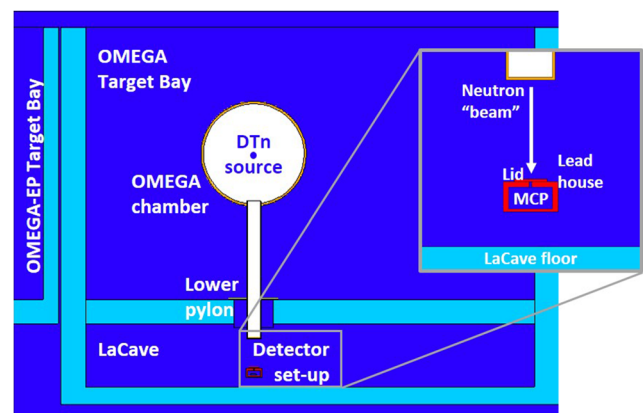 OMEGA-EP Target Bay
OMEGA
Target Bay
DTn
source
OMEGA
chamber
Lower
pylon
LaCave
Detector
set-up
Neutron
“beam”
Lid
Lead
house
MCP
LaCave floor